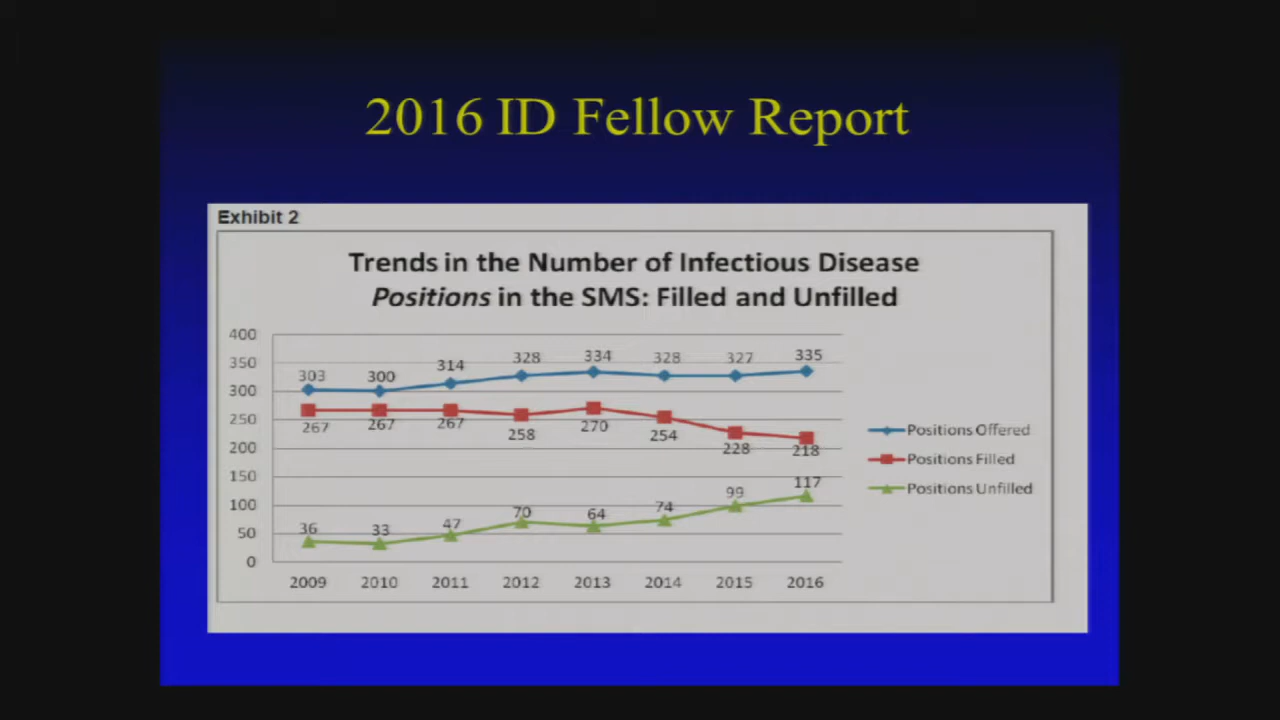 2016 ID Fellow Report
Exhibit 2
Trends in the Number of Infectious Disease
Positions in the SMS: Filled and Unfilled
400
350
300
250
200
150
100
50
0
303 300 314 328 334 328 327 335
267 267 267 258 270 254 228 218
36 33 47 70 64 74 99 117
2009 2010 2011 2012 2013 2014 2015 2016
Positions Offered
Positions Filled
Positions Unfilled